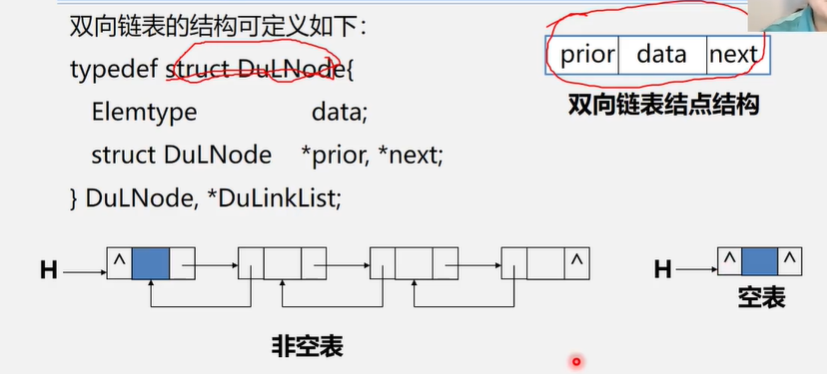 双向链表的结构可定义如下：
typedef struct DuLNode{
Elemtype data;
struct DuLNode *prior, *next;
} DuLNode, *DuLinkList;
prior data next
双向链表结点结构
H ^ ^
非空表
H ^ ^
空表